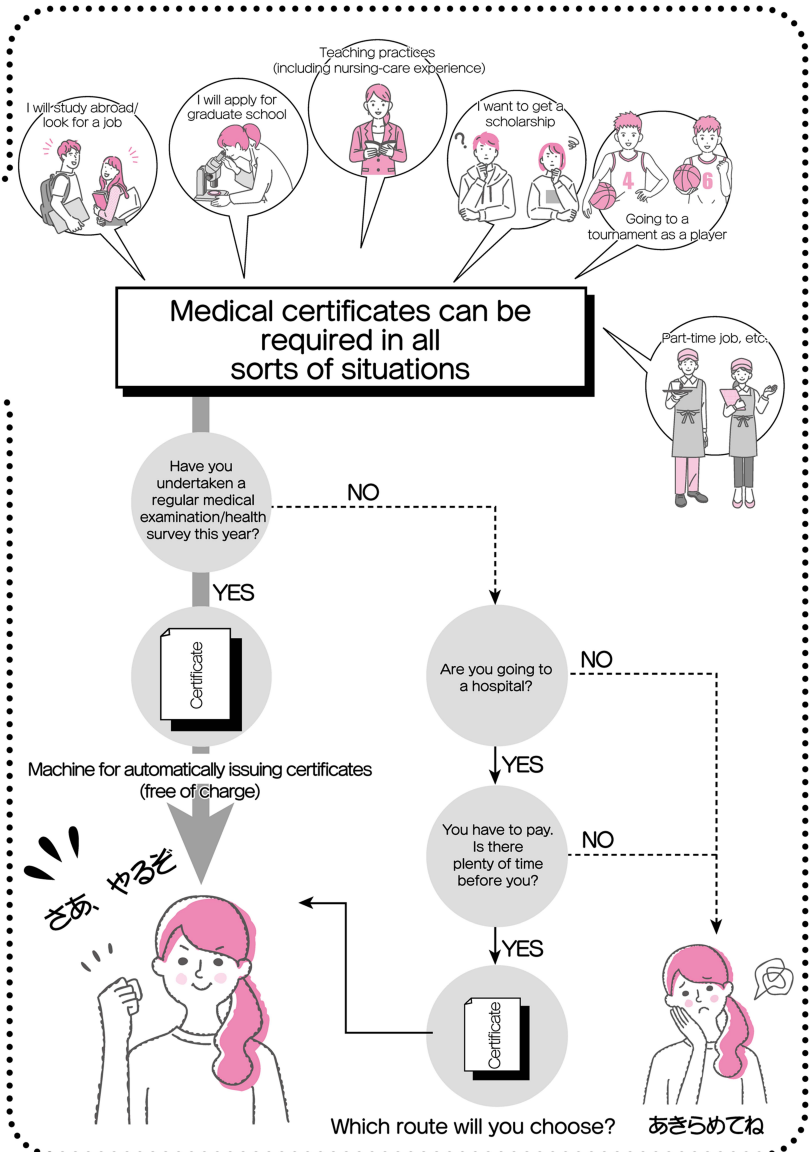 Teaching practices
(including nursing-care experience)
I will study abroad/
look for a job
I will apply for
graduate school
I want to get a
scholarship
4
6
Going to a
tournament as a player
Medical certificates can be
required in all
sorts of situations
Part-time job, etc.
Have you
undertaken a
regular medical
examination/health
survey this year?
NO
YES
Certificate
Are you going to
a hospital?
NO
YES
Machine for automatically issuing certificates
(free of charge)
You have to pay.
Is there
plenty of time
before you?
NO
YES
さあ、やるぞ
Certificate
Which route will you choose?
あきらめてね